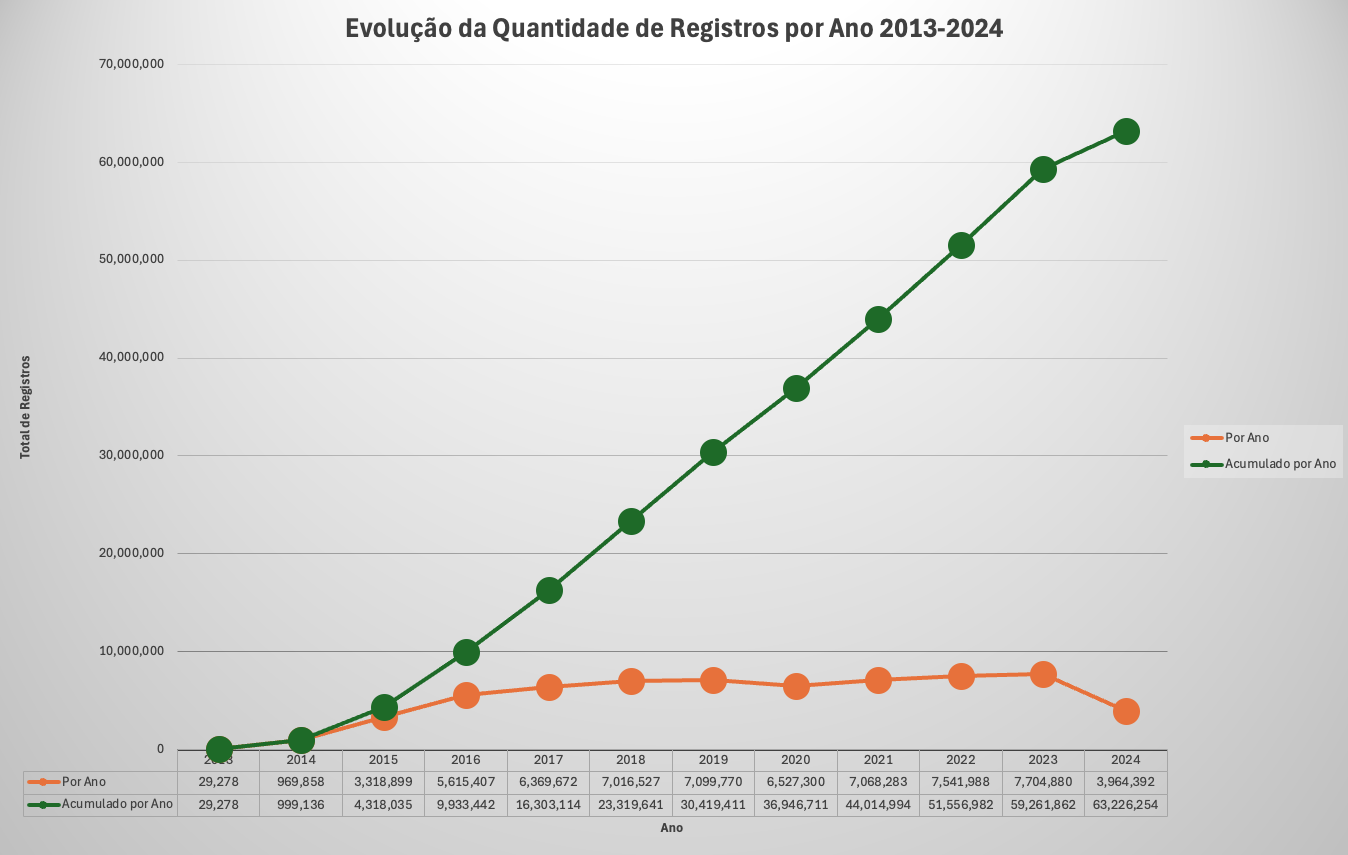 Evolução da Quantidade de Registros por Ano 2013-2024
70,000,000
60,000,000
50,000,000
40,000,000
30,000,000
20,000,000
10,000,000
0
Total de Registros
Por Ano
Acumulado por Ano
2013 2014 2015 2016 2017 2018 2019 2020 2021 2022 2023 2024
Por Ano 29,278 969,858 3,318,899 5,615,407 6,369,672 7,016,527 7,099,770 6,527,300 7,068,283 7,541,988 7,704,880 3,964,392
Acumulado por Ano 29,278 999,136 4,318,035 9,933,442 16,303,114 23,319,641 30,419,411 36,946,711 44,014,994 51,556,982 59,261,862 63,226,254
Ano